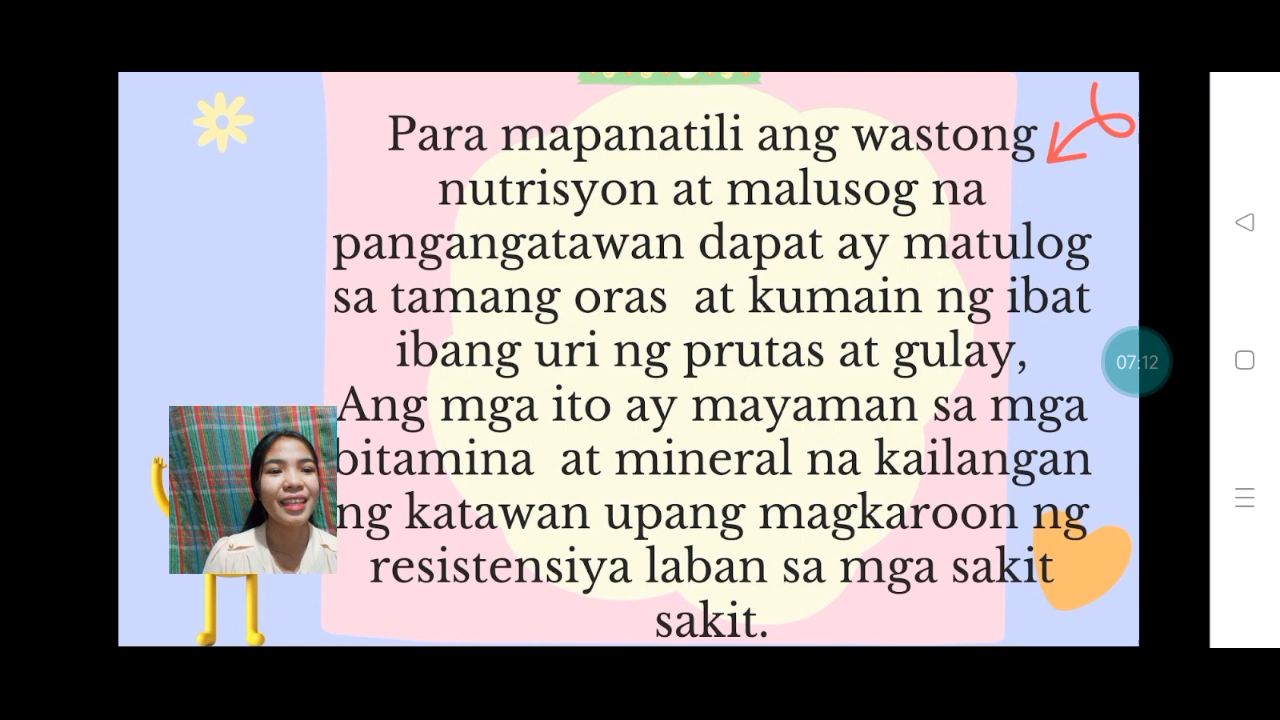 Para mapanatili ang wastong
nutrisyon at malusog na
pangangatawan dapat ay matulog
sa tamang oras at kumain ng ibat
ibang uri ng prutas at gulay,
Ang mga ito ay mayaman sa mga
bitamina at mineral na kailangan
ng katawan upang magkaroon ng
resistensiya laban sa mga sakit
sakit.
07:12